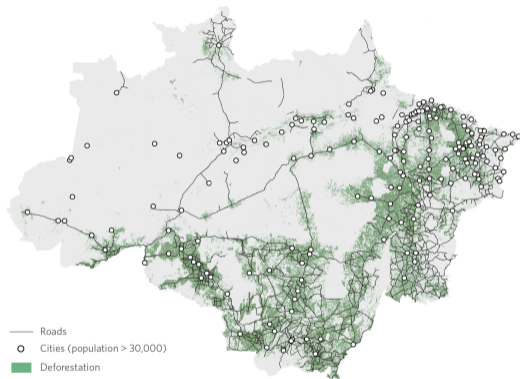 Roads
Cities (population > 30,000)
Deforestation